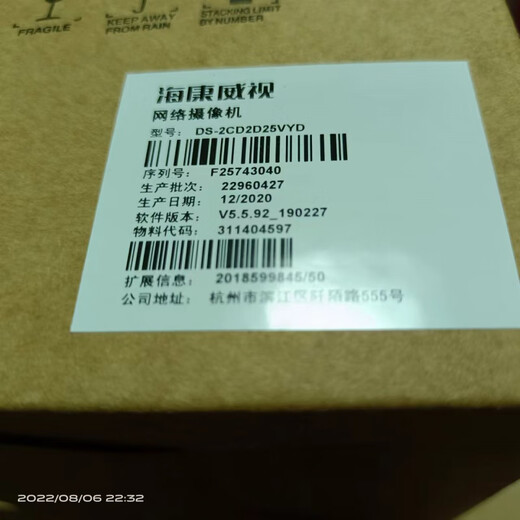 FRAGILE
KEEP AWAY
FROM RAIN
STACKING LIMIT
BY NUMBER
海康威视
网络摄像机
型号: DS-2CD2D25VYD
序列号: F25743040
生产批次: 22960427
生产日期: 12/2020
软件版本: V5.5.92_190227
物料代码: 311404597
扩展信息: 2018599845/50
公司地址: 杭州市滨江区阡陌路555号
2022/08/06 22:32